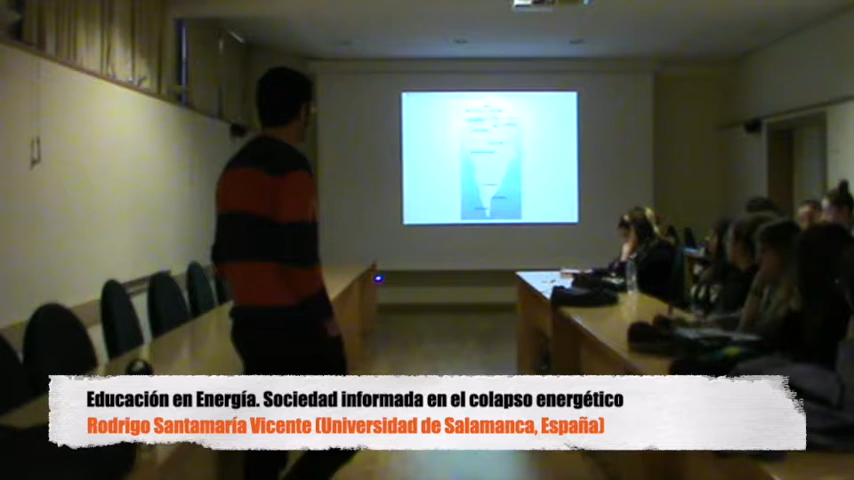 Educación en Energía. Sociedad informada en el colapso energético
Rodrigo Santamaría Vicente (Universidad de Salamanca, España)